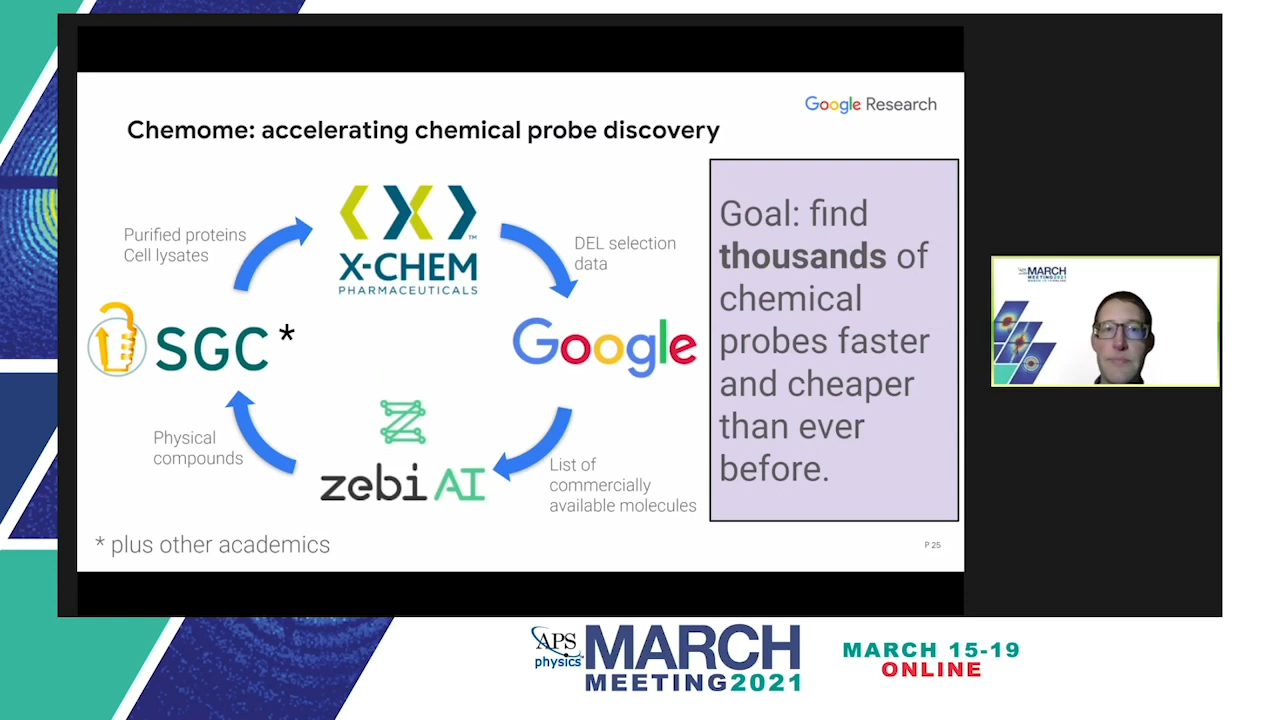 Google Research
Chemome: accelerating chemical probe discovery
Purified proteins
Cell lysates
X-CHEM
™
PHARMACEUTICALS
DEL selection
data
SGC *
Google
Physical
compounds
zebiAI
List of
commercially
available molecules
* plus other academics
Goal: find
thousands of
chemical
probes faster
and cheaper
than ever
before.
P 25
MARCH
MEETING2021
APS
physics
MARCH
MEETING2021
MARCH 15-19
ONLINE